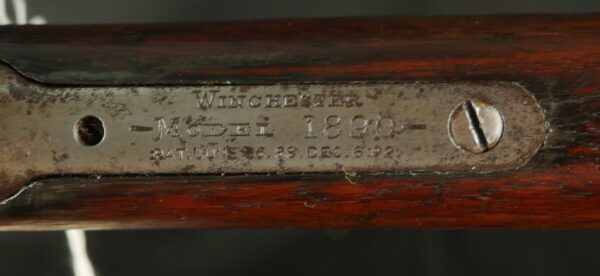 WINCHESTER
-MODEL 1890-
PAT. JUNE 26. 88. DEC. 6. 92.